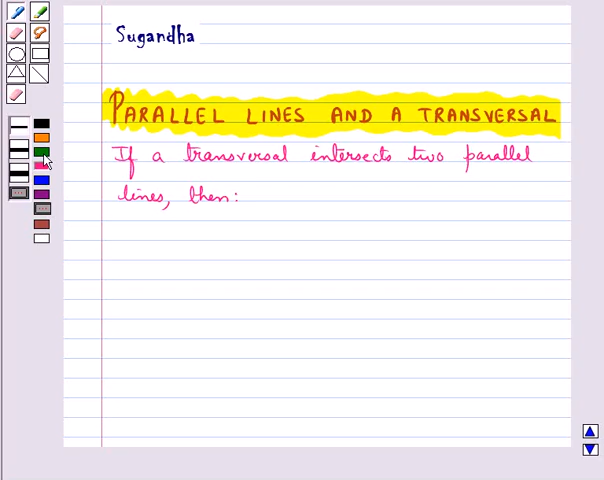 Sugandha
PARALLEL LINES AND A TRANSVERSAL
If a transversal intersects two parallel
lines, then: